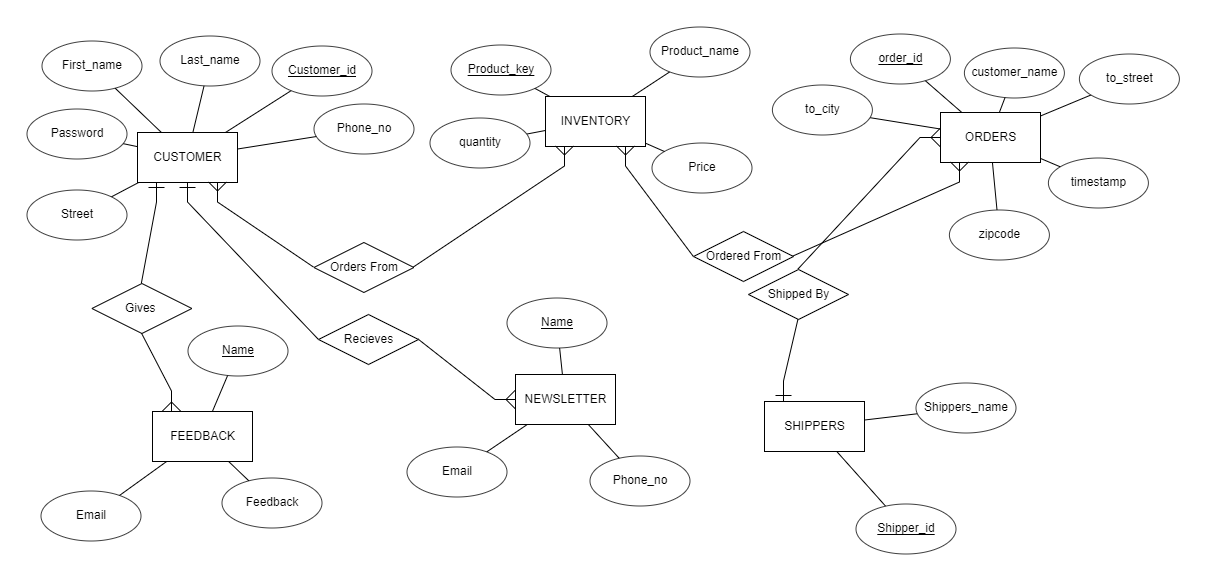 First_name
Last_name
Customer_id
Password
Phone_no
CUSTOMER
Street
Product_key
Product_name
INVENTORY
quantity
Price
order_id
customer_name
to_street
to_city
ORDERS
timestamp
zipcode
Orders From
Ordered From
Shipped By
Gives
Recieves
Name
FEEDBACK
Email
Feedback
Name
NEWSLETTER
Email
Phone_no
SHIPPERS
Shippers_name
Shipper_id